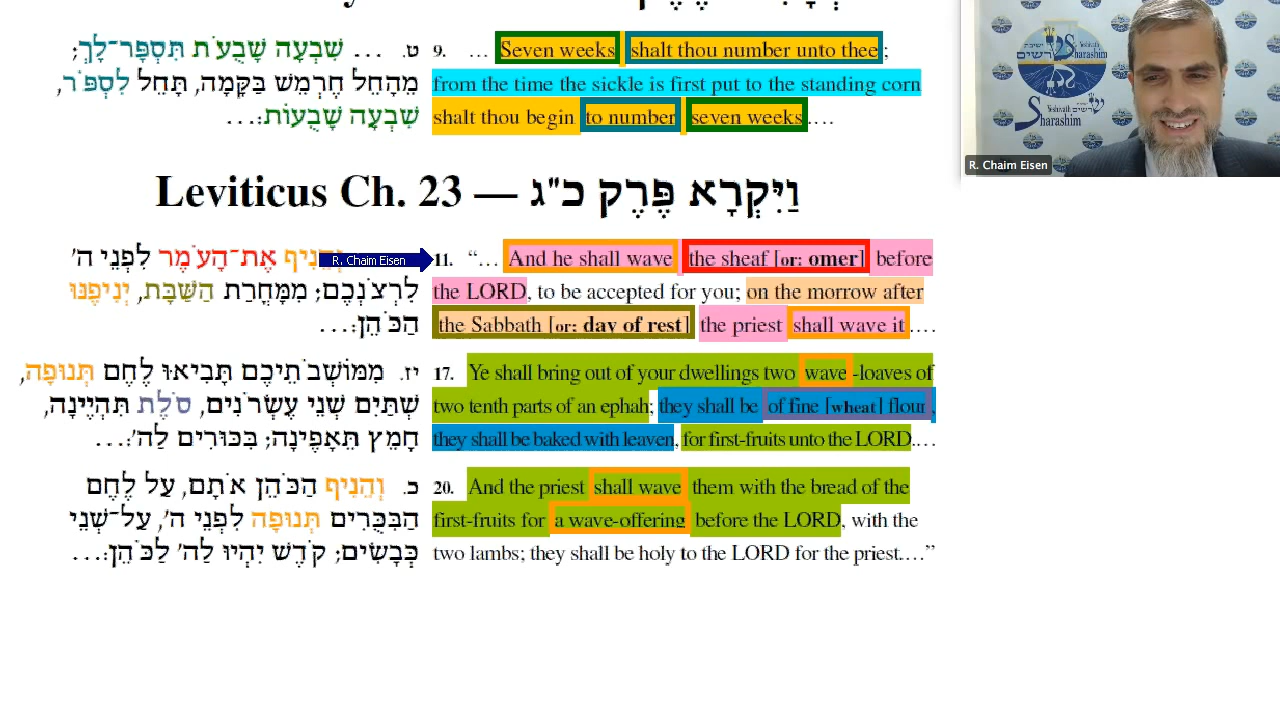 9. … Seven weeks shalt thou number unto thee;
from the time the sickle is first put to the standing corn
shalt thou begin to number seven weeks….
ט. ... שִׁבְעָה שָׁבֻעֹת תִּסְפָּר־לָךְ;
מֵהָחֵל חֶרְמֵשׁ בַּקָּמָה, תָּחֵל לִסְפֹּר,
שִׁבְעָה שָׁבֻעוֹת:...
Leviticus Ch. 23 — וַיִּקְרָא פֶּרֶק כ"ג
11. “… And he shall wave the sheaf [or: omer] before
the LORD, to be accepted for you; on the morrow after
the Sabbath [or: day of rest] the priest shall wave it….
אֶת־הָעֹמֶר לִפְנֵי ה'
לִרְצֹנְכֶם; מִמָּחֳרַת הַשַּׁבָּת, יְנִיפֶנּוּ
הַכֹּהֵן:...
17. Ye shall bring out of your dwellings two wave-loaves of
two tenth parts of an ephah; they shall be of fine [wheat] flour,
they shall be baked with leaven, for first-fruits unto the LORD….
יז. מִמּוֹשְׁבֹתֵיכֶם תָּבִיאּוּ לֶחֶם תְּנוּפָה,
שְׁתַּיִם שְׁנֵי עֶשְׂרֹנִים, סֹלֶת תִּהְיֶינָה,
חָמֵץ תֵּאָפֶינָה; בִּכּוּרִים לַה':...
20. And the priest shall wave them with the bread of the
first-fruits for a wave-offering before the LORD, with the
two lambs; they shall be holy to the LORD for the priest….”
כ. וְהֵנִיף הַכֹּהֵן אֹתָם, עַל לֶחֶם
הַבִּכֻּרִים תְּנוּפָה לִפְנֵי ה', עַל־שְׁנֵי
כְּבָשִׂים; קֹדֶשׁ יִהְיוּ לַה' לַכֹּהֵן:...
R. Chaim Eisen
Yeshivath
Sharashim
R. Chaim Eisen